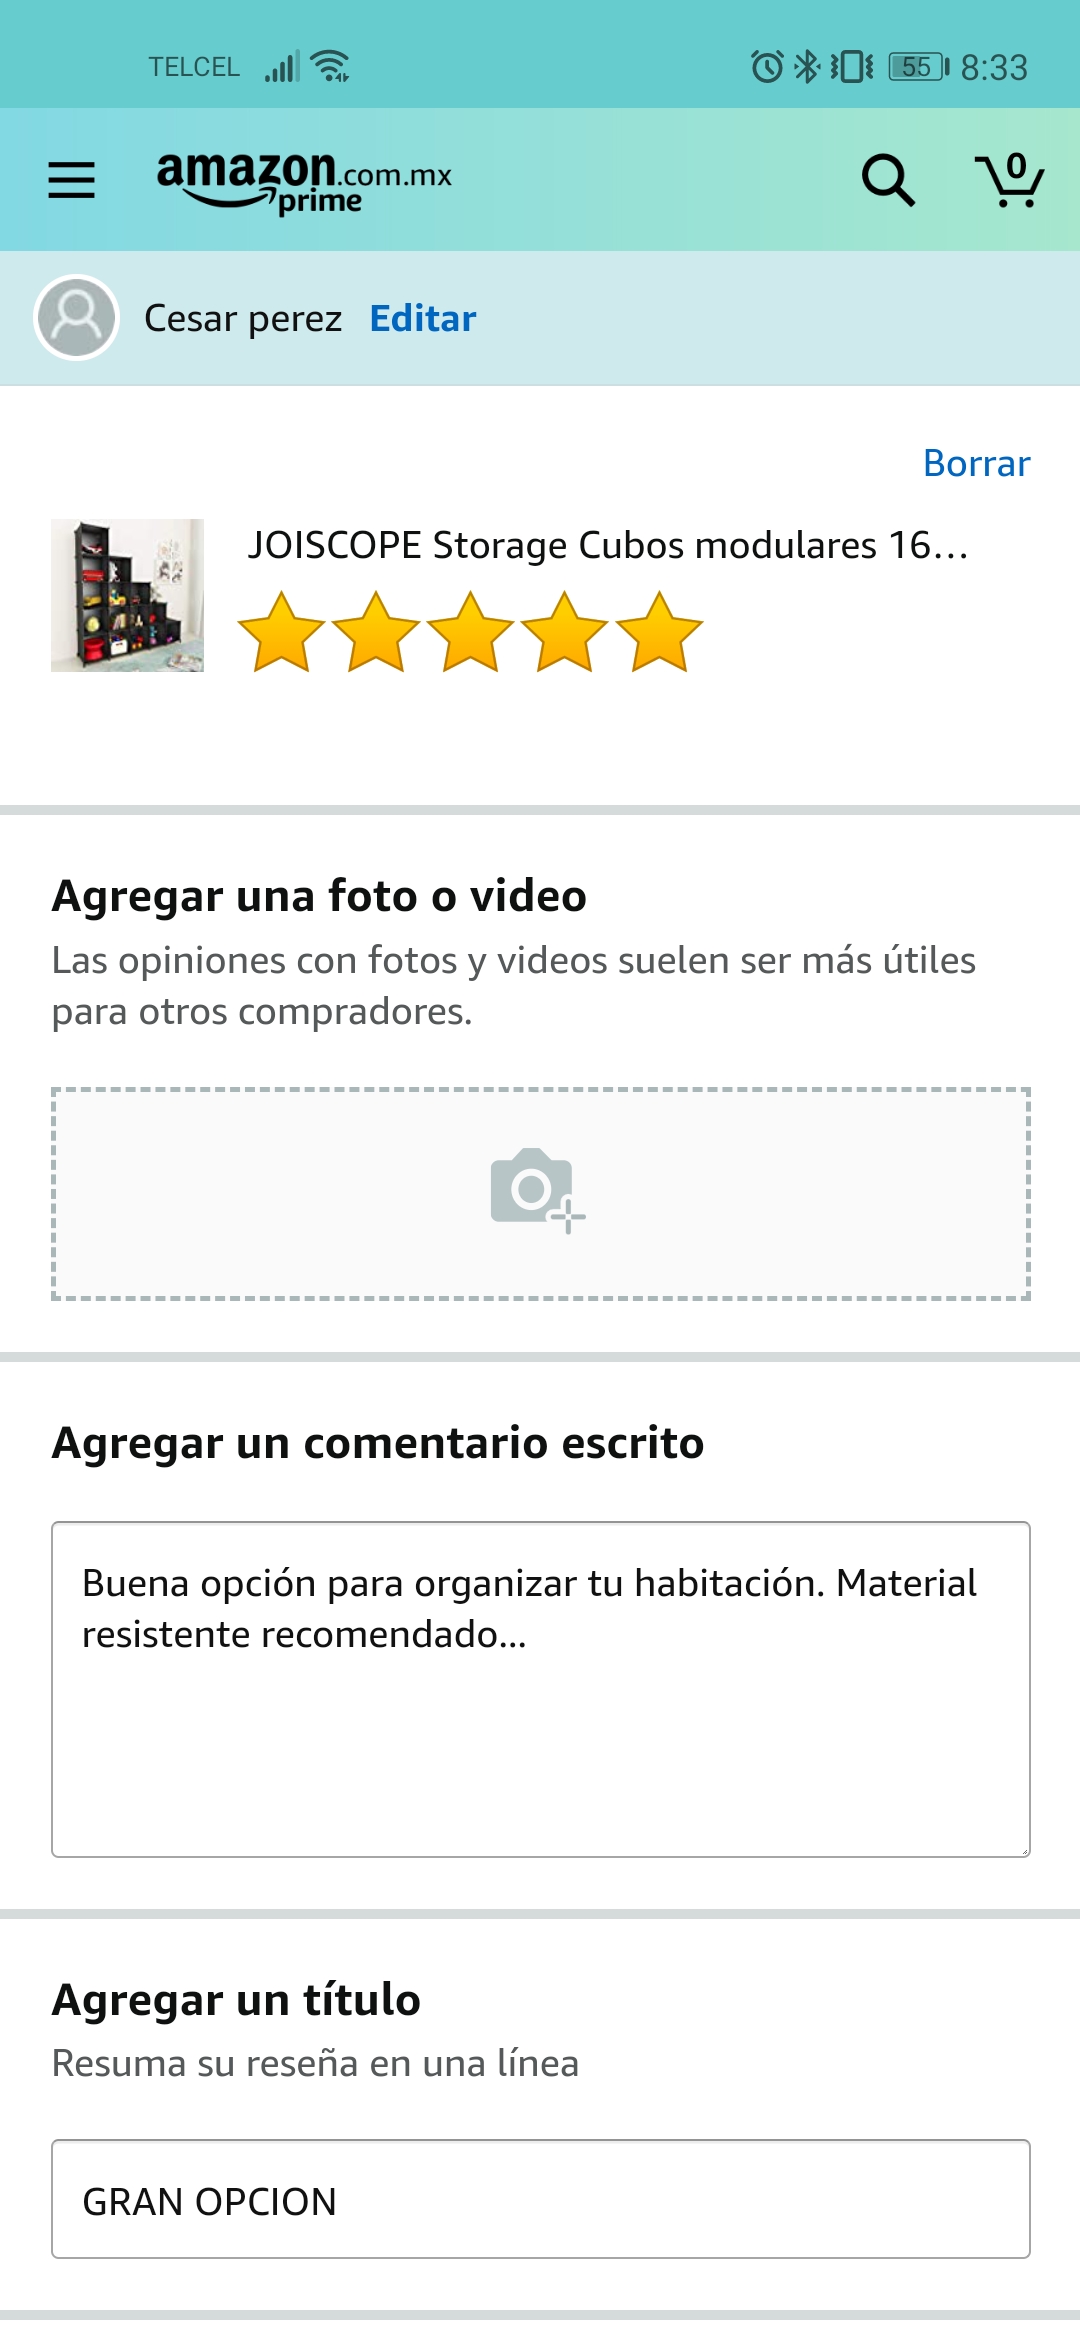 TELCEL 55 8:33
amazon.com.mx
prime
0
Cesar perez Editar
Borrar
JOISCOPE Storage Cubos modulares 16...
Agregar una foto o video
Las opiniones con fotos y videos suelen ser más útiles
para otros compradores.
Agregar un comentario escrito
Buena opción para organizar tu habitación. Material
resistente recomendado...
Agregar un título
Resuma su reseña en una línea
GRAN OPCION